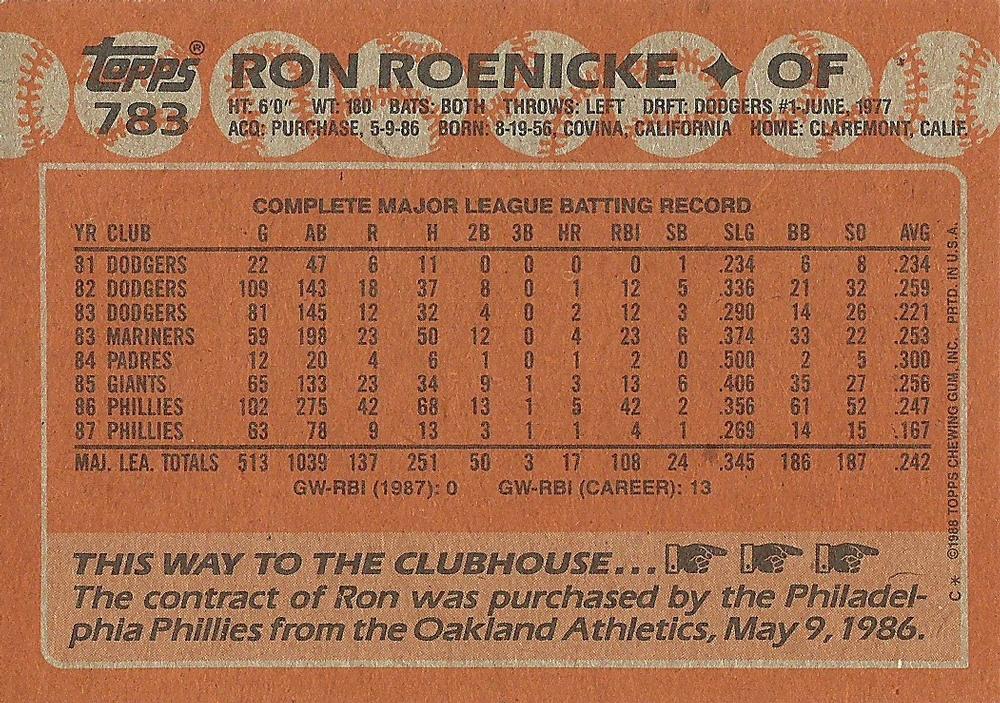 Topps® RON ROENICKE ✦ OF
783 HT: 6'0" WT: 180 BATS: BOTH THROWS: LEFT DRFT: DODGERS #1-JUNE, 1977
ACQ: PURCHASE, 5-9-86 BORN: 8-19-56, COVINA, CALIFORNIA HOME: CLAREMONT, CALIF.
COMPLETE MAJOR LEAGUE BATTING RECORD
YR CLUB G AB R H 2B 3B HR RBI SB SLG BB SO AVG
81 DODGERS 22 47 6 11 0 0 0 0 1 .234 6 8 .234
82 DODGERS 109 143 18 37 8 0 1 12 5 .336 21 32 .259
83 DODGERS 81 145 12 32 4 0 2 12 3 .290 14 26 .221
83 MARINERS 59 198 23 50 12 0 4 23 6 .374 33 22 .253
84 PADRES 12 20 4 6 1 0 1 2 0 .500 2 5 .300
85 GIANTS 65 133 23 34 9 1 3 13 6 .406 35 27 .256
86 PHILLIES 102 275 42 68 13 1 5 42 2 .356 61 52 .247
87 PHILLIES 63 78 9 13 3 1 1 4 1 .269 14 15 .167
MAJ. LEA. TOTALS 513 1039 137 251 50 3 17 108 24 .345 186 187 .242
GW-RBI (1987): 0 GW-RBI (CAREER): 13
THIS WAY TO THE CLUBHOUSE...
The contract of Ron was purchased by the Philadel-
phia Phillies from the Oakland Athletics, May 9, 1986.
C* ©1988 TOPPS CHEWING GUM, INC. PRTD. IN U.S.A.